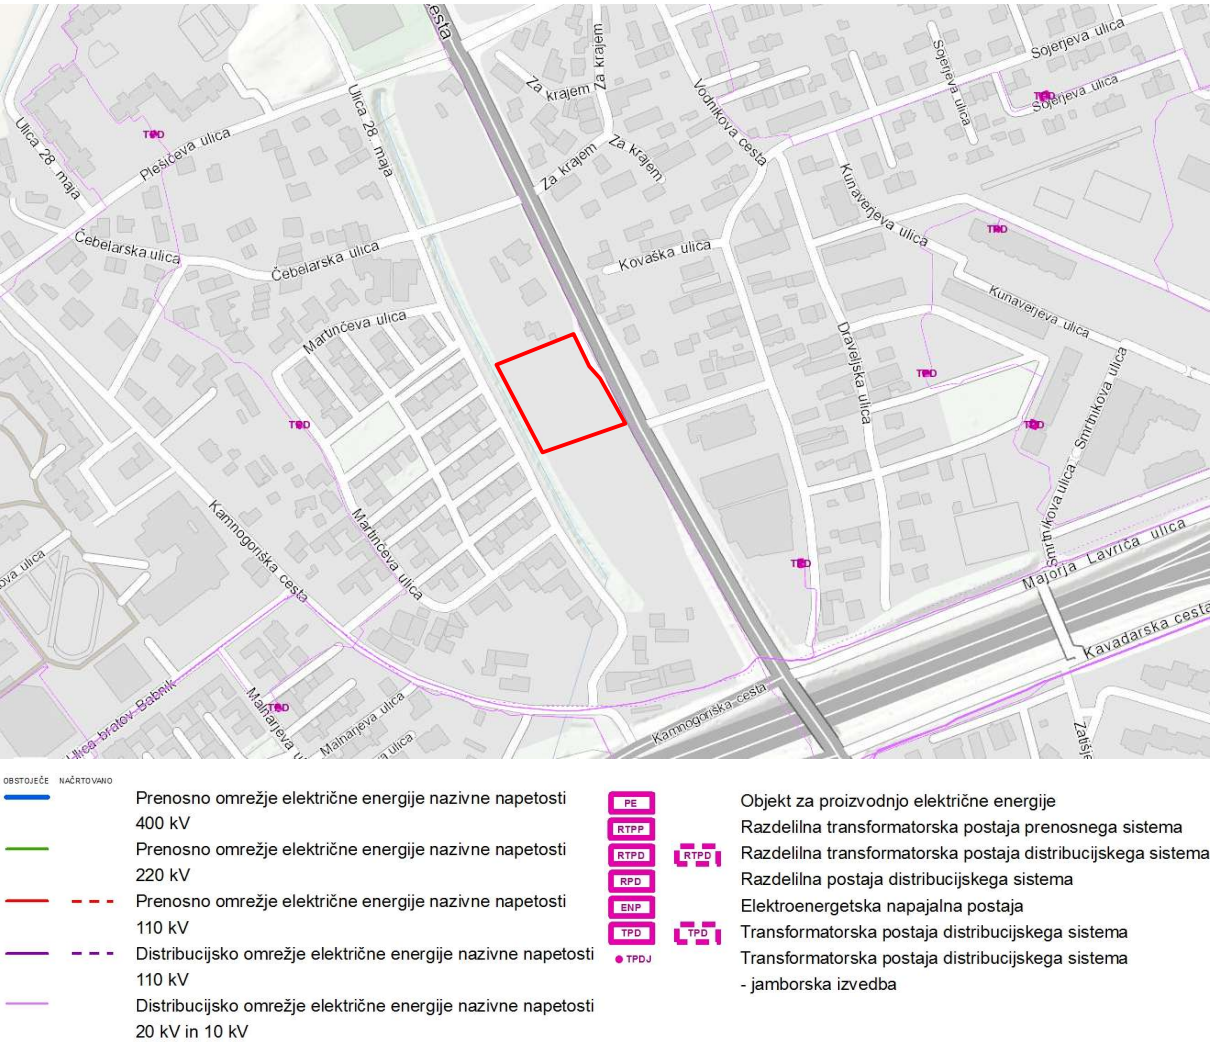 cesta
Za krajem
Za krajem
Sojerjeva ulica
Sojerjeva ulica
Sojerjeva ulica
TPD
Ulica 28. maja
Ulica 28. maja
Vodnikova cesta
TPD
Plešičeva ulica
Za krajem
Za krajem
Kunaverjeva ulica
TPD
Čebelarska ulica
Čebelarska ulica
Kovaška ulica
Kunaverjeva ulica
Martinčeva ulica
Draveljska ulica
TPD
TPD
TPD
Smrtnikova ulica
Smrtnikova ulica
Kamnogoriška cesta
Martinčeva ulica
TPD
Majorja Lavriča ulica
ova ulica
Kavadarska cesta
Ulica bratov Babnik
Malnarjeva u
TPD
Malnarjeva ulica
ulica
Kamnogoriška cesta
Zatišje
OBSTOJEČE NAČRTOVANO
Prenosno omrežje električne energije nazivne napetosti
400 kV
Prenosno omrežje električne energije nazivne napetosti
220 kV
Prenosno omrežje električne energije nazivne napetosti
110 kV
Distribucijsko omrežje električne energije nazivne napetosti
110 kV
Distribucijsko omrežje električne energije nazivne napetosti
20 kV in 10 kV
PE Objekt za proizvodnjo električne energije
RTPP Razdelilna transformatorska postaja prenosnega sistema
RTPD RTPD Razdelilna transformatorska postaja distribucijskega sistema
RPD Razdelilna postaja distribucijskega sistema
ENP Elektroenergetska napajalna postaja
TPD TPD Transformatorska postaja distribucijskega sistema
TPDJ Transformatorska postaja distribucijskega sistema
- jamborska izvedba